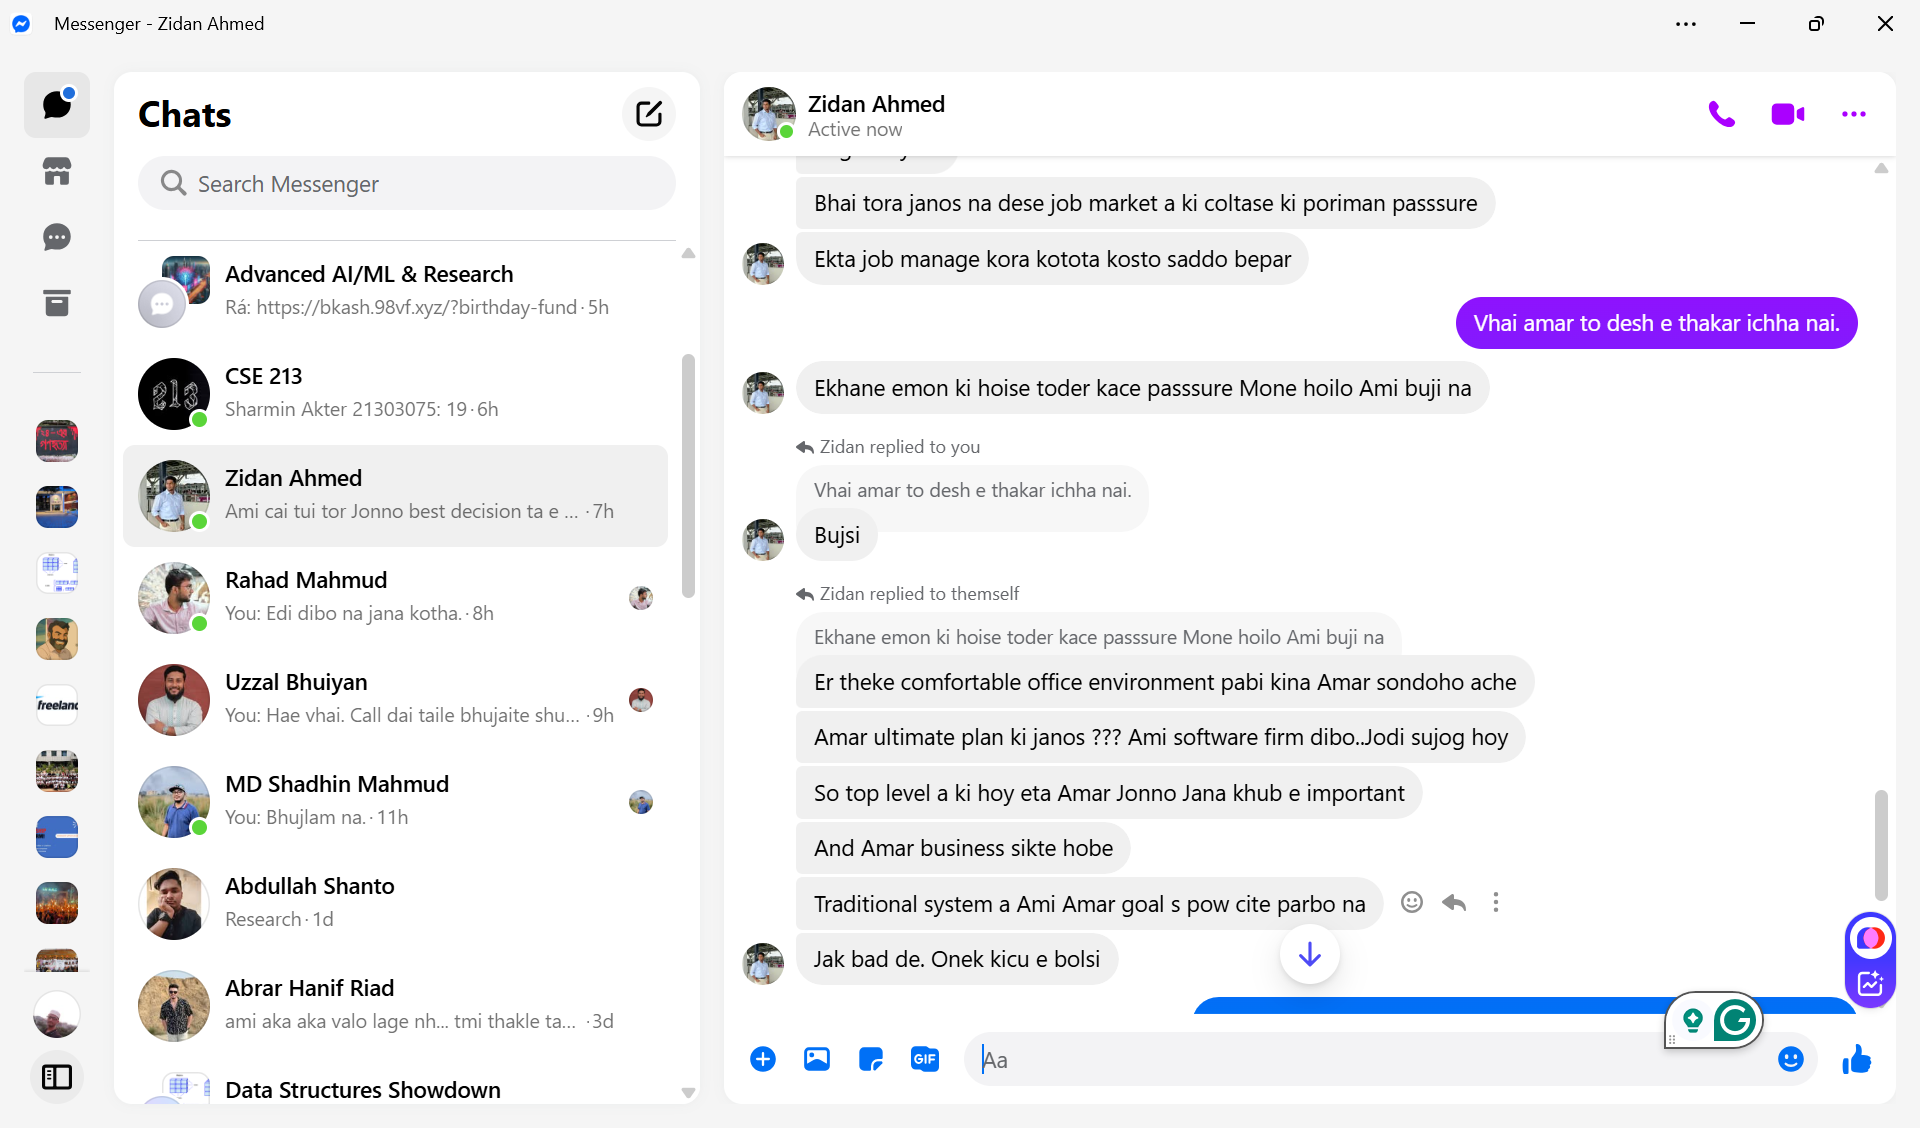 Messenger - Zidan Ahmed
Chats
Search Messenger
Advanced AI/ML & Research
Rá: https://bkash.98vf.xyz/?birthday-fund · 5h
CSE 213
Sharmin Akter 21303075: 19 · 6h
Zidan Ahmed
Ami cai tui tor Jonno best decision ta e ... · 7h
Rahad Mahmud
You: Edi dibo na jana kotha. · 8h
Uzzal Bhuiyan
You: Hae vhai. Call dai taile bhujaite shu... · 9h
MD Shadhin Mahmud
You: Bhujlam na. · 11h
Abdullah Shanto
Research · 1d
Abrar Hanif Riad
ami aka aka valo lage nh... tmi thakle ta... · 3d
Data Structures Showdown
Zidan Ahmed
Active now
Bhai tora janos na dese job market a ki coltase ki poriman passsure
Ekta job manage kora kotota kosto saddo bepar
Vhai amar to desh e thakar ichha nai.
Ekhane emon ki hoise toder kace passsure Mone hoilo Ami buji na
Zidan replied to you
Vhai amar to desh e thakar ichha nai.
Bujsi
Zidan replied to themself
Ekhane emon ki hoise toder kace passsure Mone hoilo Ami buji na
Er theke comfortable office environment pabi kina Amar sondoho ache
Amar ultimate plan ki janos ??? Ami software firm dibo..Jodi sujog hoy
So top level a ki hoy eta Amar Jonno Jana khub e important
And Amar business sikte hobe
Traditional system a Ami Amar goal s pow cite parbo na
Jak bad de. Onek kicu e bolsi
GIF
Aa
213